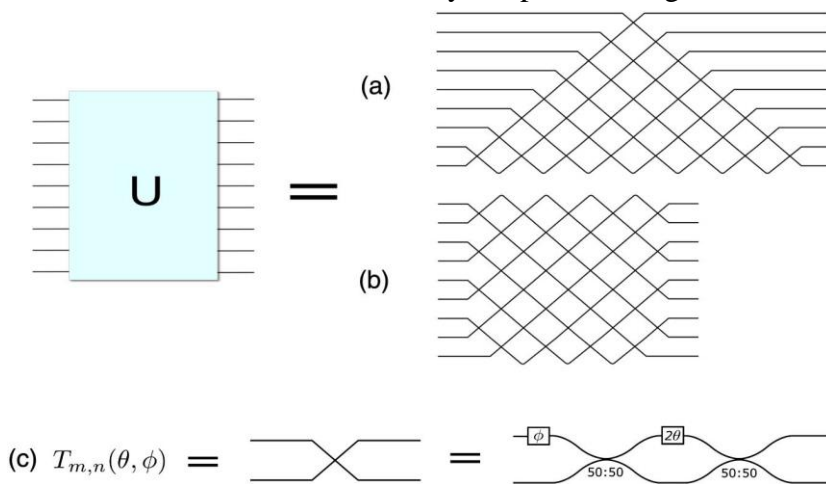 (a)
U
=
(b)
(c) T_{m,n}(θ, ϕ) = = ϕ 2θ
50:50 50:50